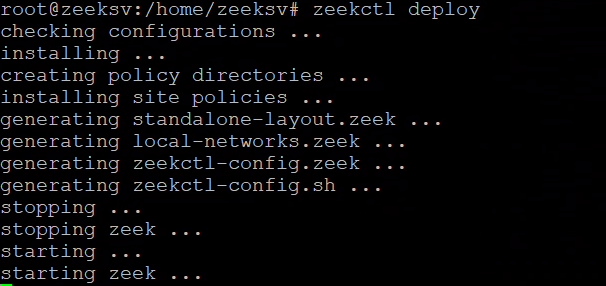 root@zeeksv:/home/zeeksv# zeekctl deploy
checking configurations ...
installing ...
creating policy directories ...
installing site policies ...
generating standalone-layout.zeek ...
generating local-networks.zeek ...
generating zeekctl-config.zeek ...
generating zeekctl-config.sh ...
stopping ...
stopping zeek ...
starting ...
starting zeek ...